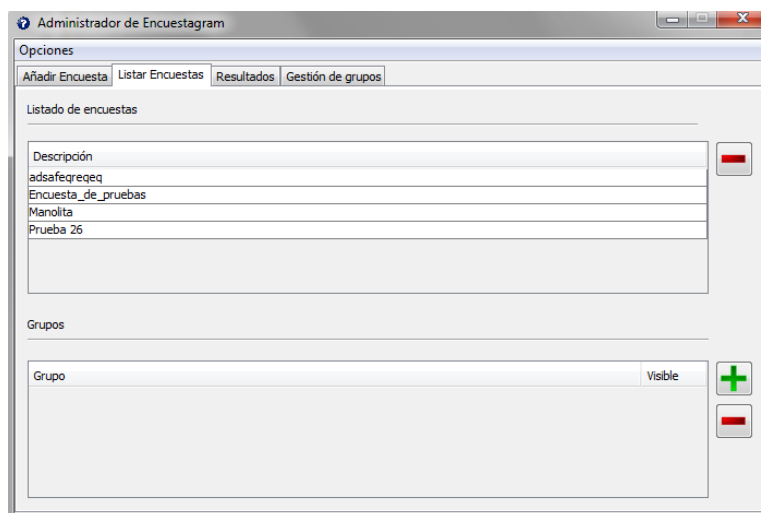 Administrador de Encuestagram
Opciones
Añadir Encuesta Listar Encuestas Resultados Gestión de grupos
Listado de encuestas
Descripción
adsafeqreqeq
Encuesta_de_pruebas
Manolita
Prueba 26
Grupos
Grupo Visible